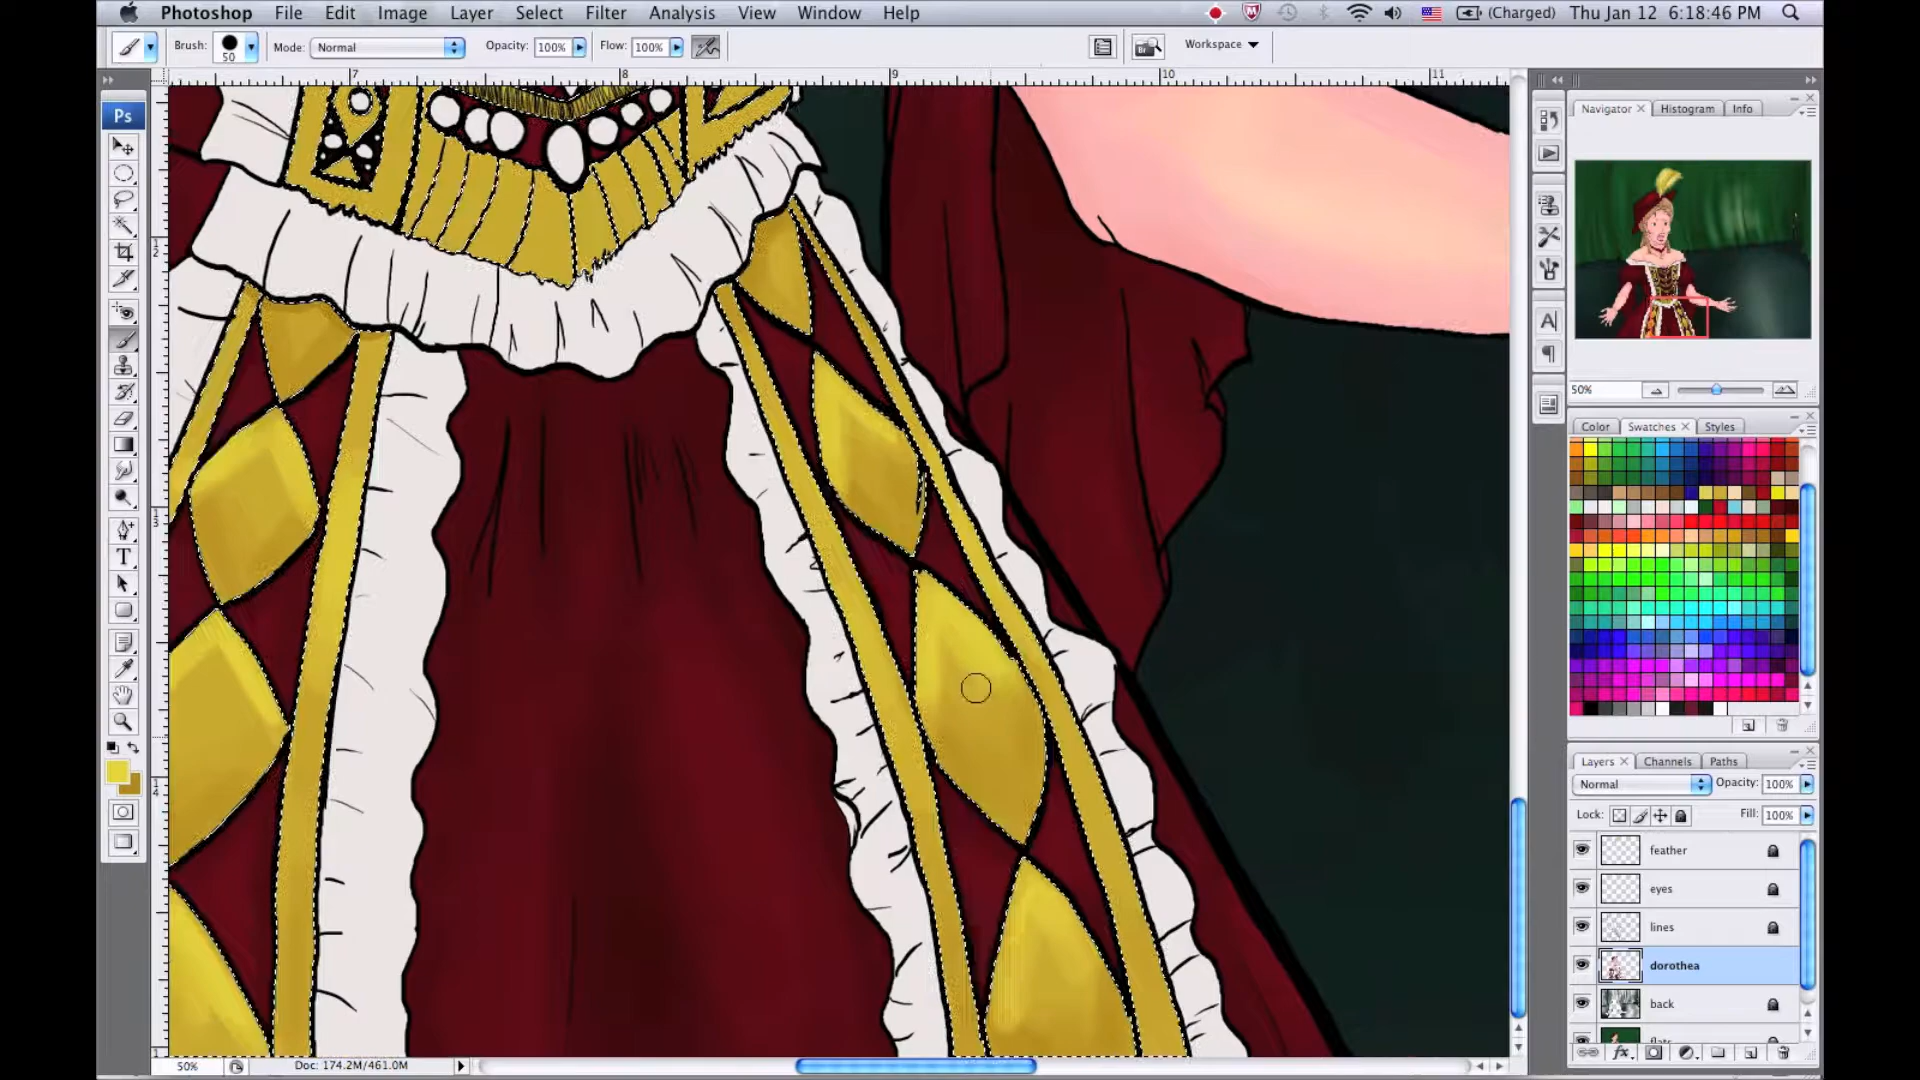 Photoshop File Edit Image Layer Select Filter Analysis View Window Help (Charged) Thu Jan 12 6:18:46 PM
Brush: 50 Mode: Normal Opacity: 100% Flow: 100% Workspace
7 8 9 10 11
Ps
Navigator Histogram Info
50%
Color Swatches Styles
Layers Channels Paths
Normal Opacity: 100%
Lock: Fill: 100%
feather
eyes
lines
dorothea
back
flats
50% Doc: 174.2M/461.0M